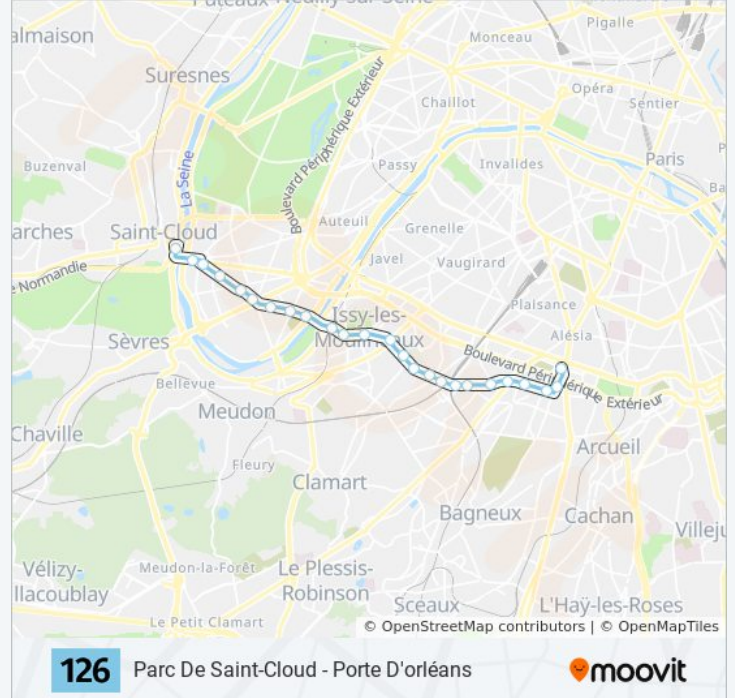 Puteaux Neuilly-sur-Seine
almaison
Monceau
Pigalle
Suresnes
Boulevard Périphérique Extérieur
Opéra
Chaillot
Sentier
Buzenval
La Seine
Passy
Invalides
Paris
Ba
arches
Saint-Cloud
Auteuil
Grenelle
Javel
Vaugirard
e Normandie
Plaisance
Issy-les-
Moulineaux
Alésia
Sèvres
Boulevard Périphérique Extérieur
Bellevue
Meudon
Chaville
Arcueil
Fleury
Clamart
Bagneux
Cachan
Villeju
Vélizy-
llacoublay
Meudon-la-Forêt
Le Plessis-
Robinson
Sceaux
L'Haÿ-les-Roses
Le Petit Clamart
© OpenStreetMap contributors | © OpenMapTiles
126 Parc De Saint-Cloud - Porte D'orléans moovit